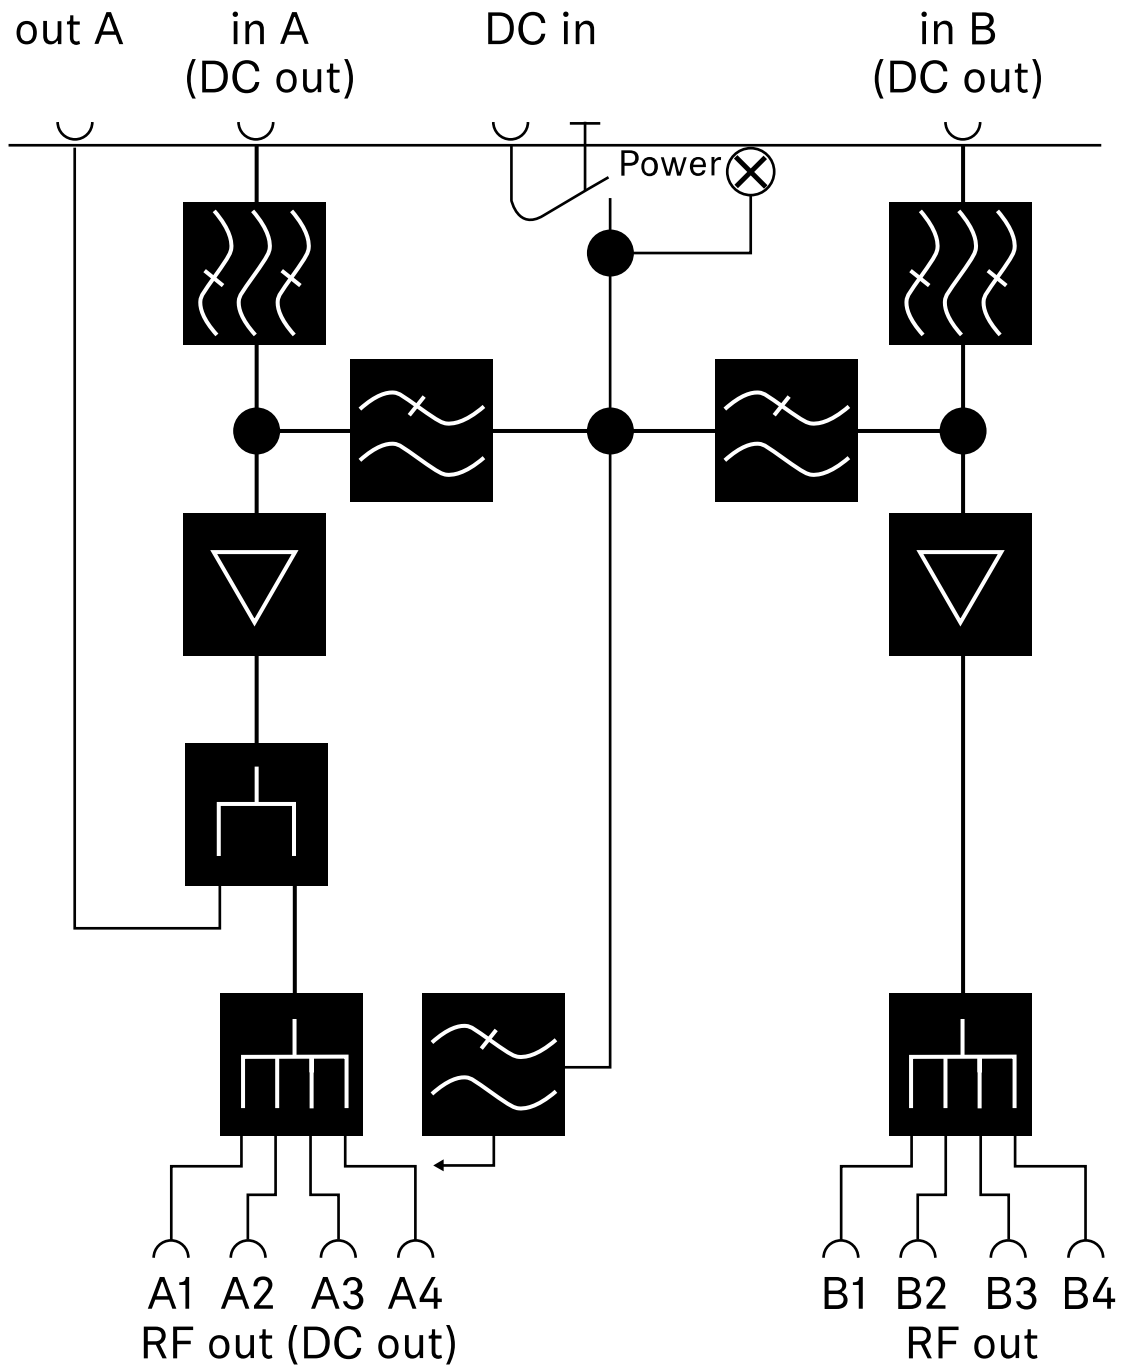 out A
in A
(DC out)
DC in
in B
(DC out)
Power
A1 A2 A3 A4
RF out (DC out)
B1 B2 B3 B4
RF out